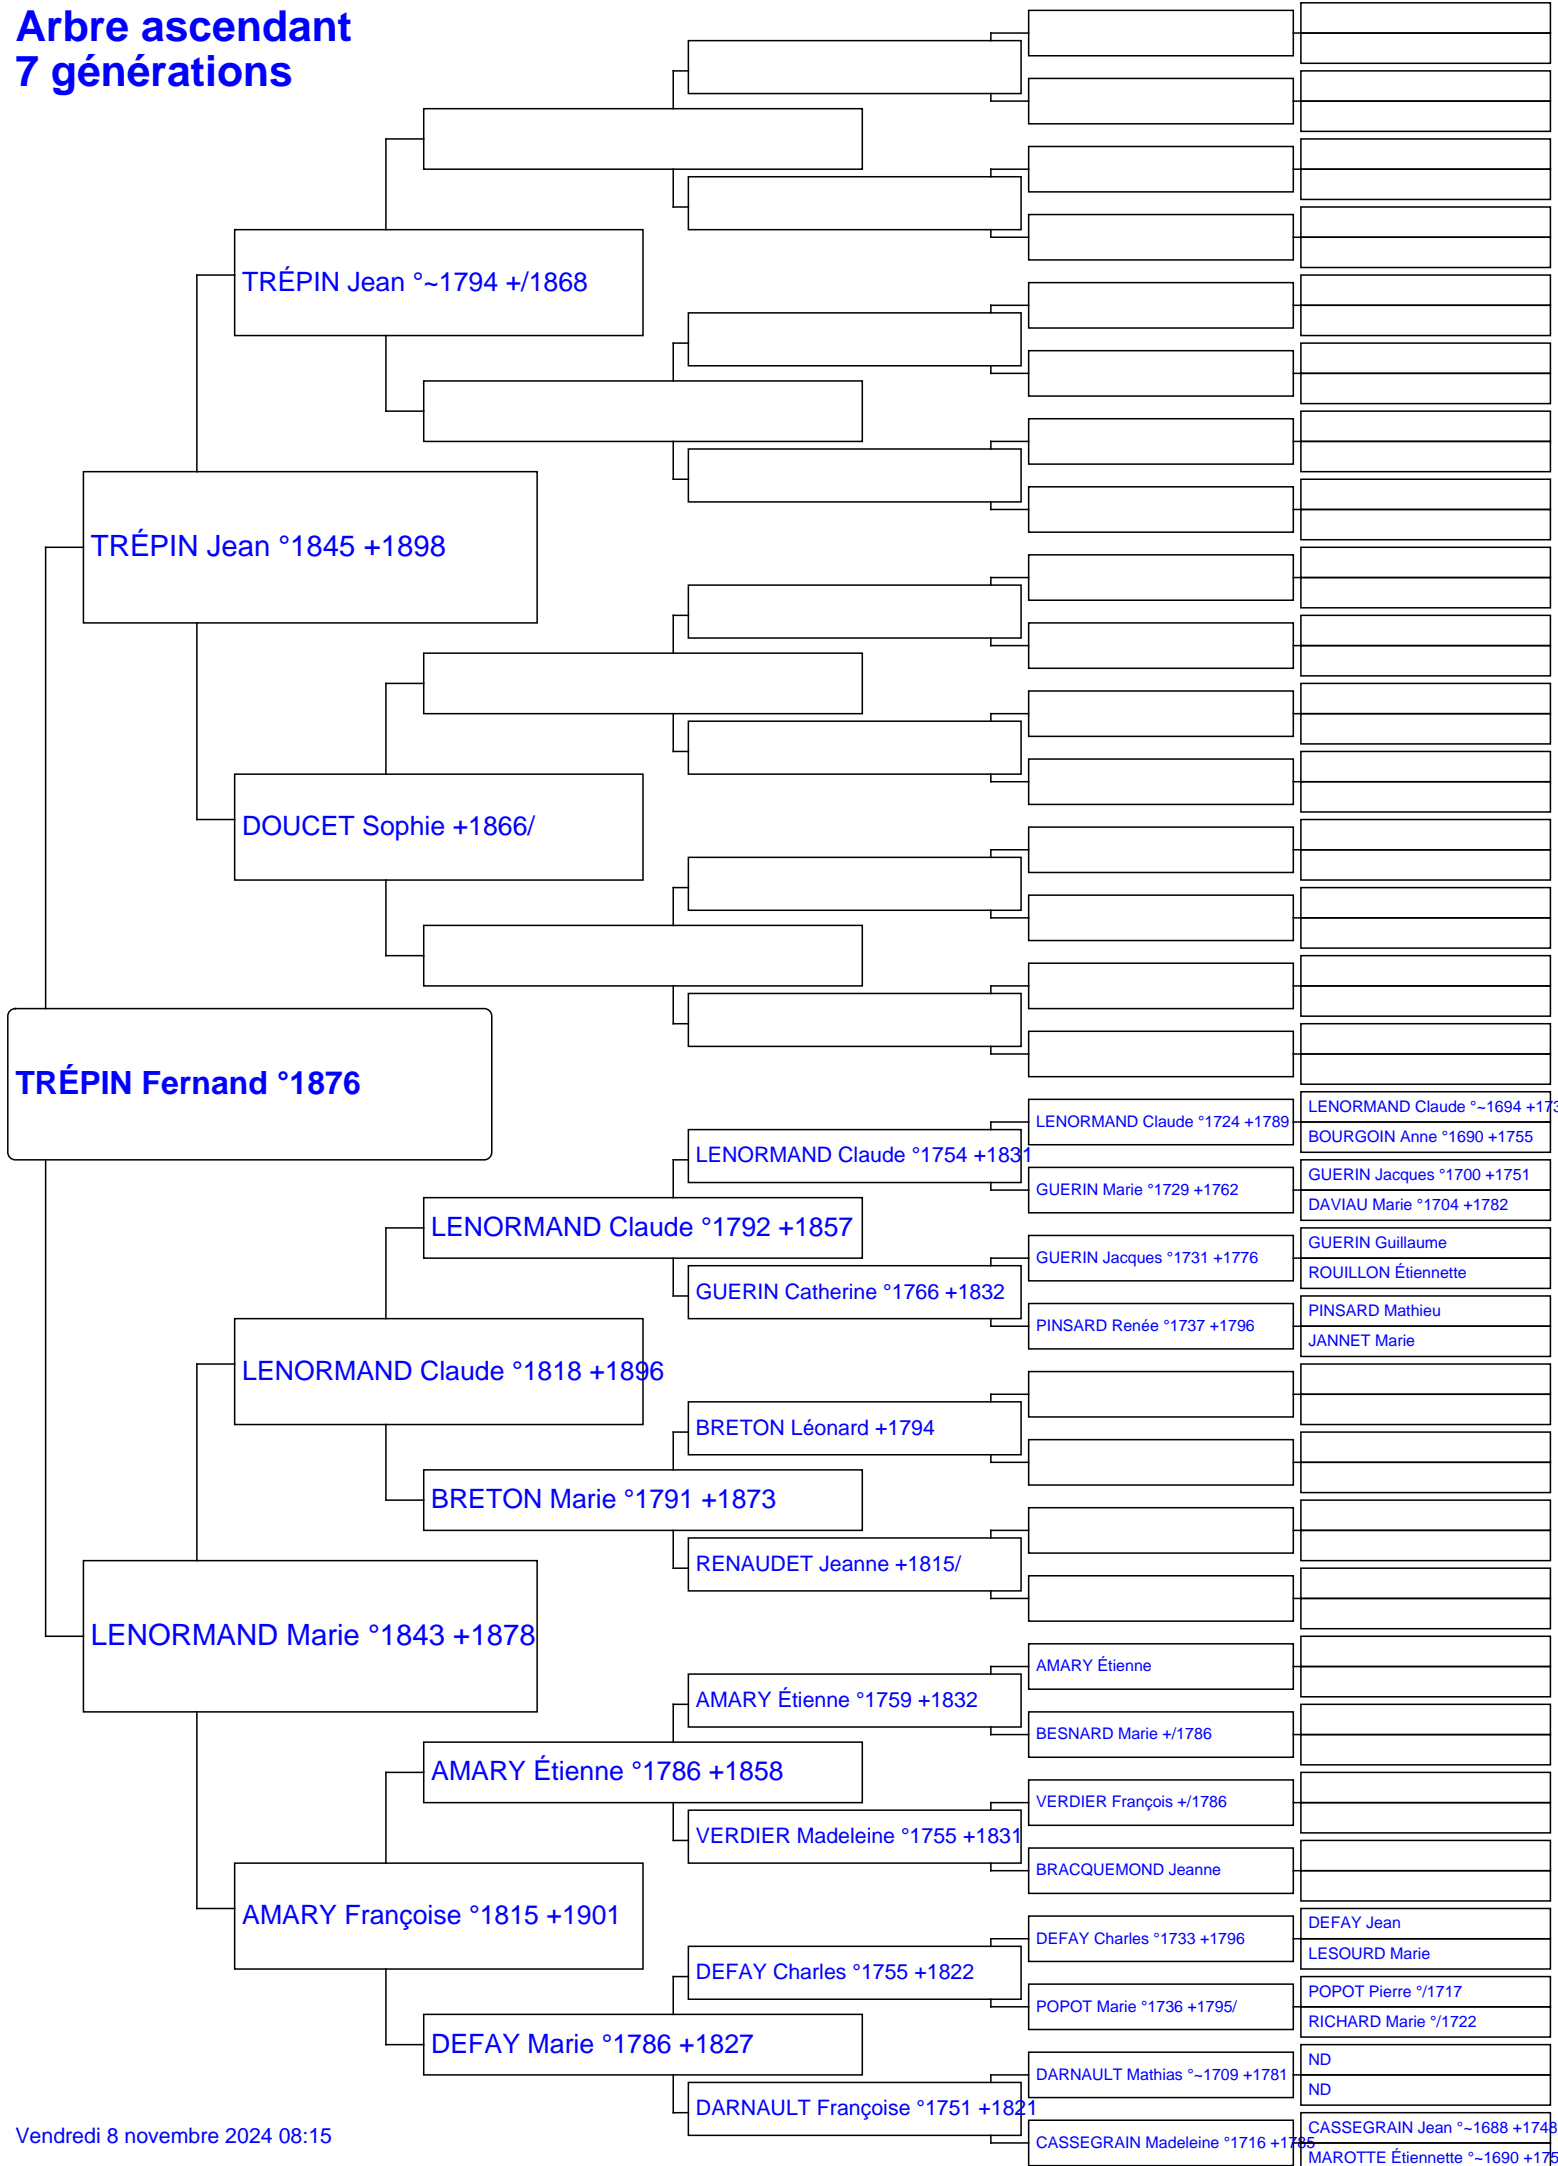 Arbre ascendant
7 générations
TRÉPIN Jean °~1794 +/1868
TRÉPIN Jean °1845 +1898
DOUCET Sophie +1866/
TRÉPIN Fernand °1876
LENORMAND Claude °~1694 +173
LENORMAND Claude °1724 +1789
BOURGOIN Anne °1690 +1755
LENORMAND Claude °1754 +1831
GUERIN Jacques °1700 +1751
GUERIN Marie °1729 +1762
DAVIAU Marie °1704 +1782
LENORMAND Claude °1792 +1857
GUERIN Guillaume
GUERIN Jacques °1731 +1776
ROUILLON Étiennette
GUERIN Catherine °1766 +1832
PINSARD Mathieu
PINSARD Renée °1737 +1796
JANNET Marie
LENORMAND Claude °1818 +1896
BRETON Léonard +1794
BRETON Marie °1791 +1873
RENAUDET Jeanne +1815/
LENORMAND Marie °1843 +1878
AMARY Étienne
AMARY Étienne °1759 +1832
BESNARD Marie +/1786
AMARY Étienne °1786 +1858
VERDIER François +/1786
VERDIER Madeleine °1755 +1831
BRACQUEMOND Jeanne
AMARY Françoise °1815 +1901
DEFAY Jean
DEFAY Charles °1733 +1796
LESOURD Marie
DEFAY Charles °1755 +1822
POPOT Pierre °/1717
POPOT Marie °1736 +1795/
RICHARD Marie °/1722
DEFAY Marie °1786 +1827
ND
DARNAULT Mathias °~1709 +1781
ND
DARNAULT Françoise °1751 +1821
CASSEGRAIN Jean °~1688 +1748
CASSEGRAIN Madeleine °1716 +1785
MAROTTE Étiennette °~1690 +175
Vendredi 8 novembre 2024 08:15